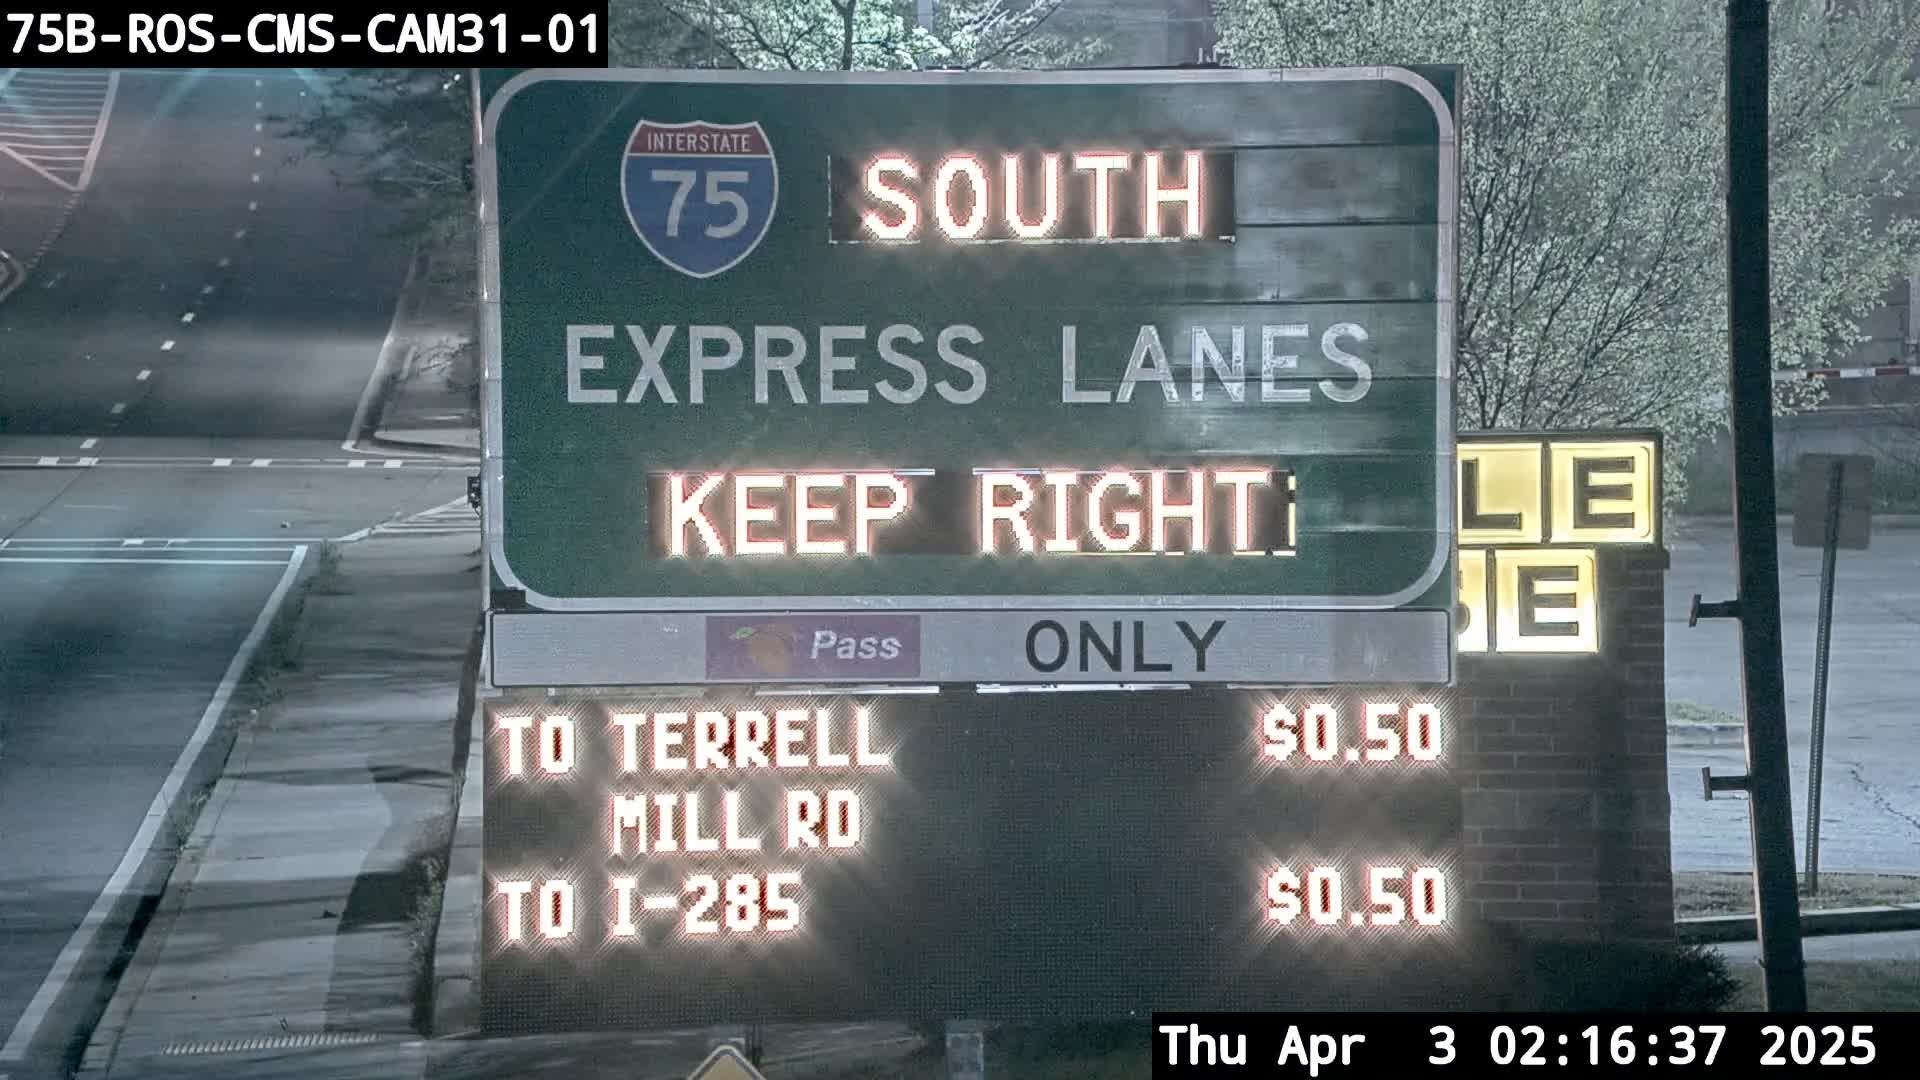 75B-ROS-CMS-CAM31-01
INTERSTATE
75
SOUTH
EXPRESS LANES
KEEP RIGHT
LE
E
Pass ONLY
TO TERRELL $0.50
MILL RD
TO I-285 $0.50
Thu Apr 3 02:16:37 2025